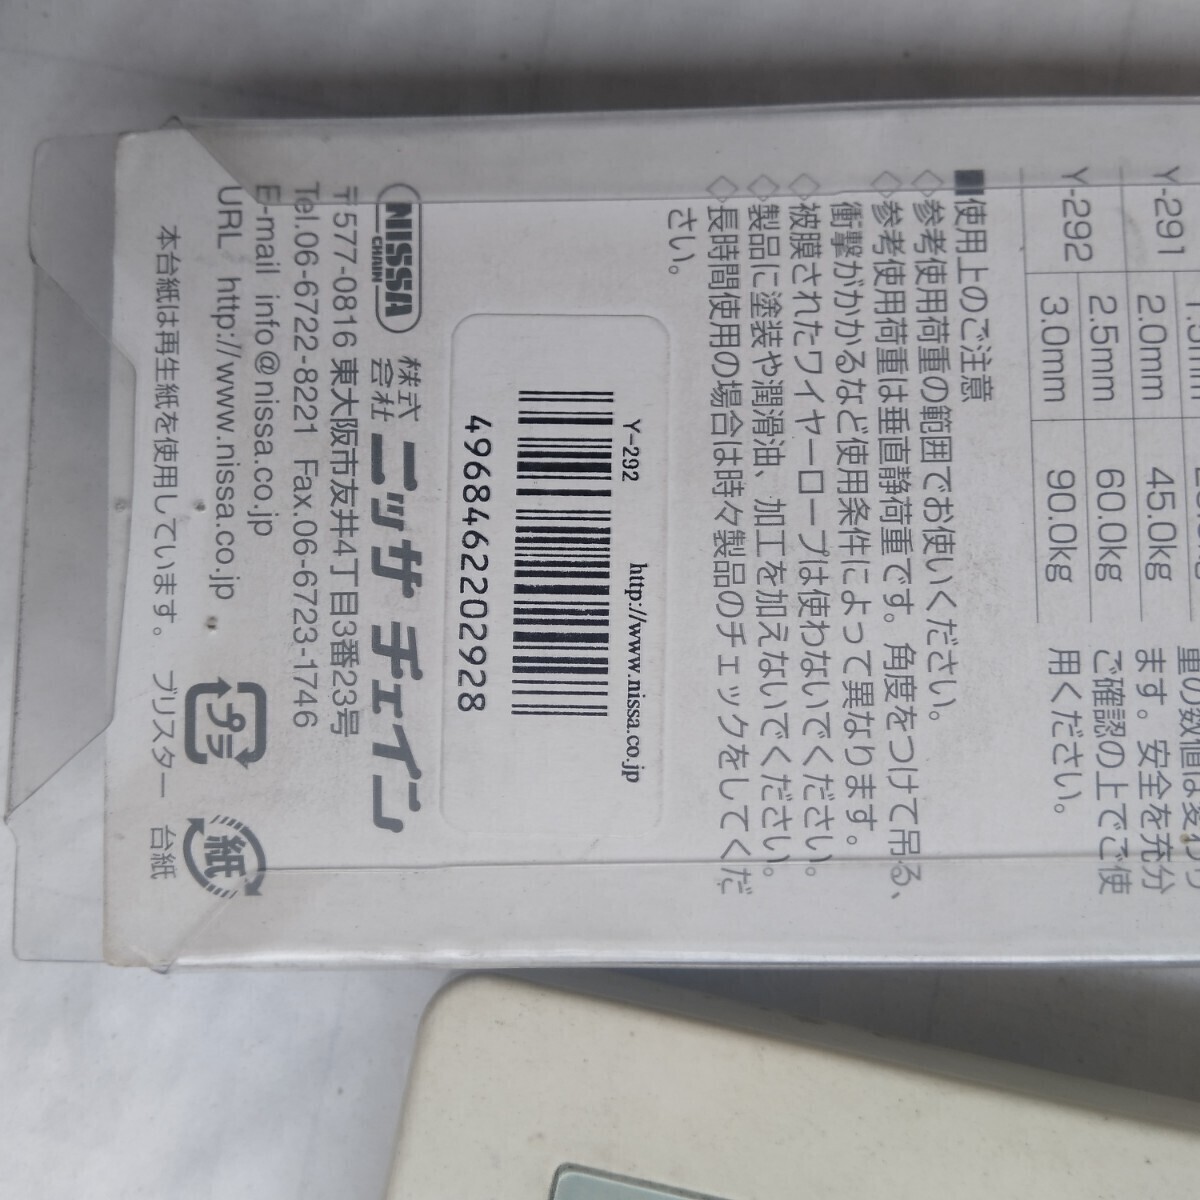 Y-291
2.0mm 45.0kg
2.5mm 60.0kg
Y-292 3.0mm 90.0kg
ます。安全を充分
ご確認の上でご使
用ください。
■使用上のご注意
◇参考使用荷重の範囲でお使いください。
◇参考使用荷重は垂直静荷重です。角度をつけて吊る、
衝撃がかかるなど使用条件によって異なります。
◇被膜されたワイヤーロープは使わないでください。
◇製品に塗装や潤滑油、加工を加えないでください。
◇長時間使用の場合は時々製品のチェックをしてくだ
さい。
Y-292 http://www.nissa.co.jp
4968462202928
NISSA
CHAIN
株式会社 ニッサ チェイン
〒577-0816 東大阪市友井4丁目3番23号
Tel.06-6722-8221 Fax.06-6723-1746
E-mail info@nissa.co.jp
URL http://www.nissa.co.jp
プラ
紙
本台紙は再生紙を使用しています。 ブリスター 台紙